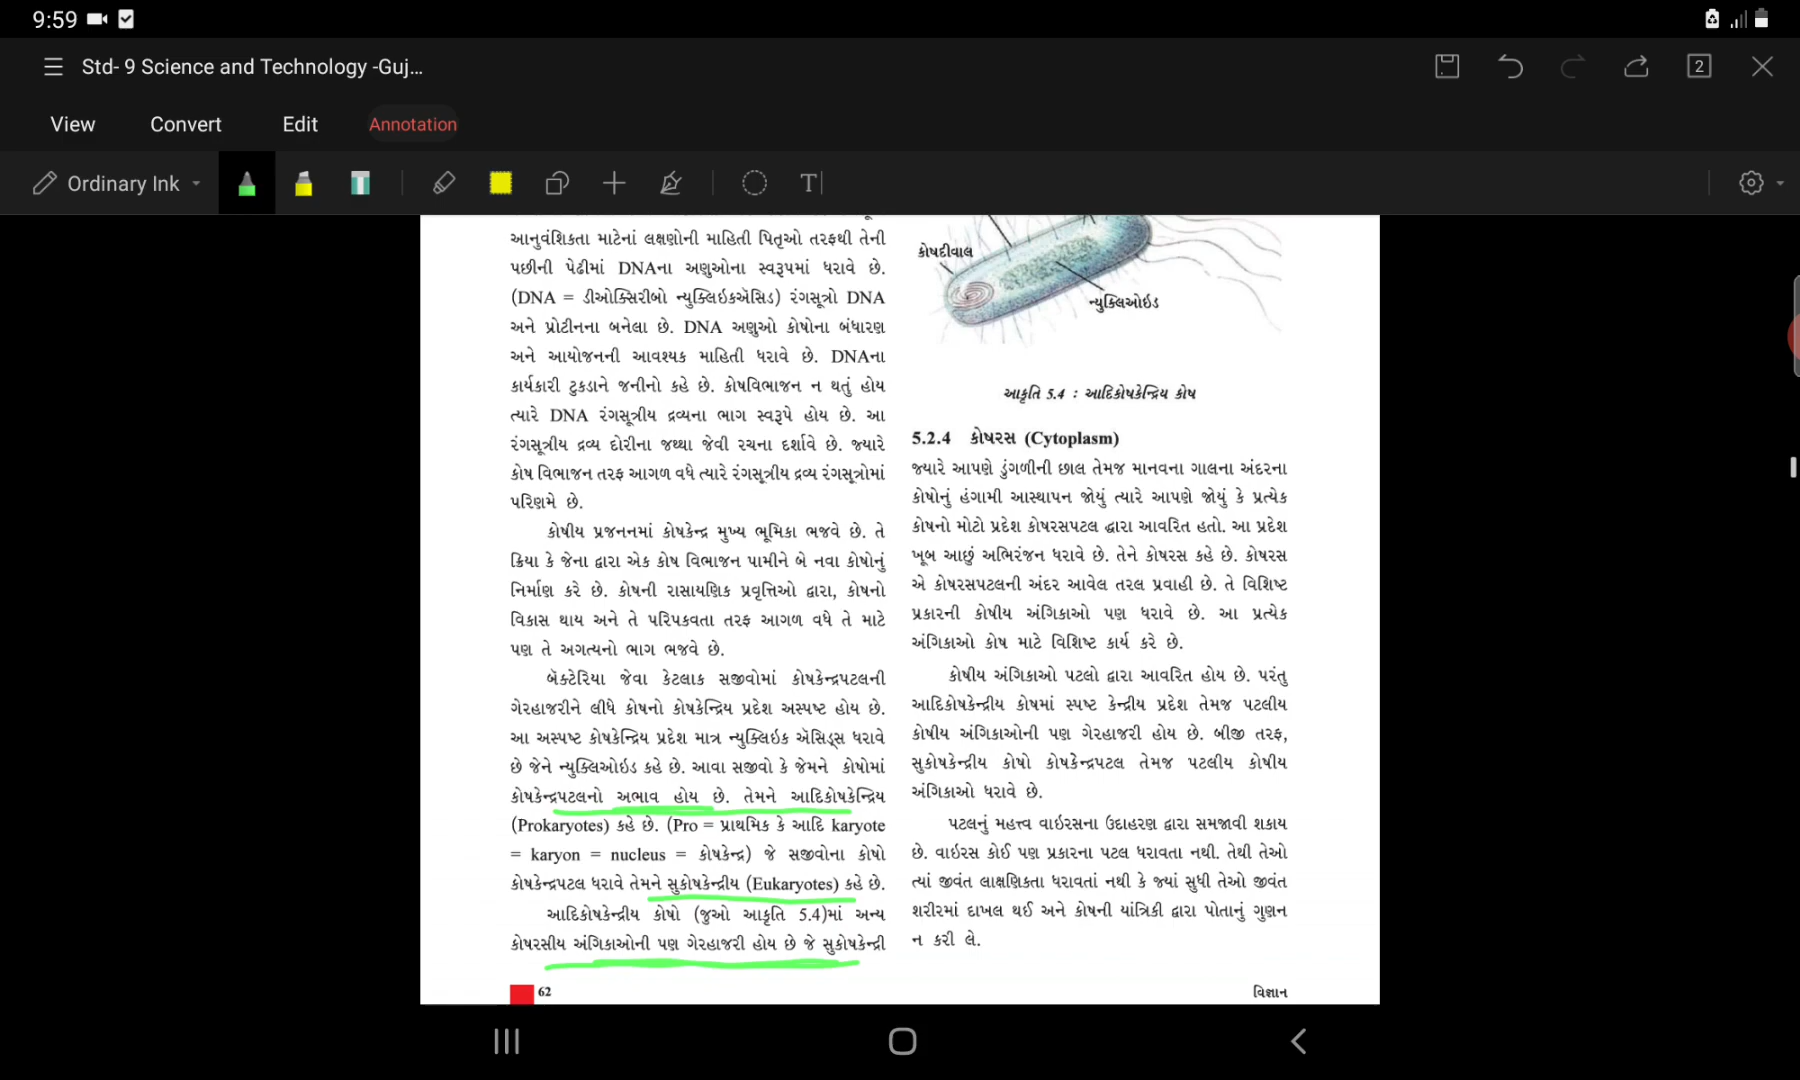 9:59
Std- 9 Science and Technology -Guj...
2
View
Convert
Edit
Annotation
Ordinary Ink
T
આનુવંશિકતા માટેનાં લક્ષણોની માહિતી પિતૃઓ તરફથી તેની
પછીની પેઢીમાં DNAના અણુઓના સ્વરૂપમાં ધરાવે છે.
(DNA = ડીઓક્સિરીબો ન્યુક્લિઇકઍસિડ) રંગસૂત્રો DNA
અને પ્રોટીનના બનેલા છે. DNA અણુઓ કોષોના બંધારણ
અને આયોજનની આવશ્યક માહિતી ધરાવે છે. DNAના
કાર્યકારી ટુકડાને જનીનો કહે છે. કોષવિભાજન ન થતું હોય
ત્યારે DNA રંગસૂત્રીય દ્રવ્યના ભાગ સ્વરૂપે હોય છે. આ
રંગસૂત્રીય દ્રવ્ય દોરીના જથ્થા જેવી રચના દર્શાવે છે. જ્યારે
કોષ વિભાજન તરફ આગળ વધે ત્યારે રંગસૂત્રીય દ્રવ્ય રંગસૂત્રોમાં
પરિણમે છે.
કોષીય પ્રજનનમાં કોષકેન્દ્ર મુખ્ય ભૂમિકા ભજવે છે. તે
ક્રિયા કે જેના દ્વારા એક કોષ વિભાજન પામીને બે નવા કોષોનું
નિર્માણ કરે છે. કોષની રાસાયણિક પ્રવૃત્તિઓ દ્વારા, કોષનો
વિકાસ થાય અને તે પરિપકવતા તરફ આગળ વધે તે માટે
પણ તે અગત્યનો ભાગ ભજવે છે.
બૅક્ટેરિયા જેવા કેટલાક સજીવોમાં કોષકેન્દ્રપટલની
ગેરહાજરીને લીધે કોષનો કોષકેન્દ્રિય પ્રદેશ અસ્પષ્ટ હોય છે.
આ અસ્પષ્ટ કોષકેન્દ્રિય પ્રદેશ માત્ર ન્યુક્લિઇક ઍસિડ્સ ધરાવે
છે જેને ન્યુક્લિઓઇડ કહે છે. આવા સજીવો કે જેમને કોષોમાં
કોષકેન્દ્રપટલનો અભાવ હોય છે. તેમને આદિકોષકેન્દ્રિય
(Prokaryotes) કહે છે. (Pro = પ્રાથમિક કે આદિ karyote
= karyon = nucleus = કોષકેન્દ્ર) જે સજીવોના કોષો
કોષકેન્દ્રપટલ ધરાવે તેમને સુકોષકેન્દ્રીય (Eukaryotes) કહે છે.
આદિકોષકેન્દ્રીય કોષો (જુઓ આકૃતિ 5.4)માં અન્ય
કોષરસીય અંગિકાઓની પણ ગેરહાજરી હોય છે જે સુકોષકેન્દ્રી
62
કોષદીવાલ
ન્યુક્લિઓઇડ
આકૃતિ 5.4 : આદિકોષકેન્દ્રિય કોષ
5.2.4 કોષરસ (Cytoplasm)
જ્યારે આપણે ડુંગળીની છાલ તેમજ માનવના ગાલના અંદરના
કોષોનું હંગામી આસ્થાપન જોયું ત્યારે આપણે જોયું કે પ્રત્યેક
કોષનો મોટો પ્રદેશ કોષરસપટલ દ્વારા આવરિત હતો. આ પ્રદેશ
ખૂબ આછું અભિરંજન ધરાવે છે. તેને કોષરસ કહે છે. કોષરસ
એ કોષરસપટલની અંદર આવેલ તરલ પ્રવાહી છે. તે વિશિષ્ટ
પ્રકારની કોષીય અંગિકાઓ પણ ધરાવે છે. આ પ્રત્યેક
અંગિકાઓ કોષ માટે વિશિષ્ટ કાર્ય કરે છે.
કોષીય અંગિકાઓ પટલો દ્વારા આવરિત હોય છે. પરંતુ
આદિકોષકેન્દ્રીય કોષમાં સ્પષ્ટ કેન્દ્રીય પ્રદેશ તેમજ પટલીય
કોષીય અંગિકાઓની પણ ગેરહાજરી હોય છે. બીજી તરફ,
સુકોષકેન્દ્રીય કોષો કોષકેન્દ્રપટલ તેમજ પટલીય કોષીય
અંગિકાઓ ધરાવે છે.
પટલનું મહત્ત્વ વાઇરસના ઉદાહરણ દ્વારા સમજાવી શકાય
છે. વાઇરસ કોઈ પણ પ્રકારના પટલ ધરાવતા નથી. તેથી તેઓ
ત્યાં જીવંત લાક્ષણિકતા ધરાવતાં નથી કે જ્યાં સુધી તેઓ જીવંત
શરીરમાં દાખલ થઈ અને કોષની યાંત્રિકી દ્વારા પોતાનું ગુણન
ન કરી લે.
વિજ્ઞાન